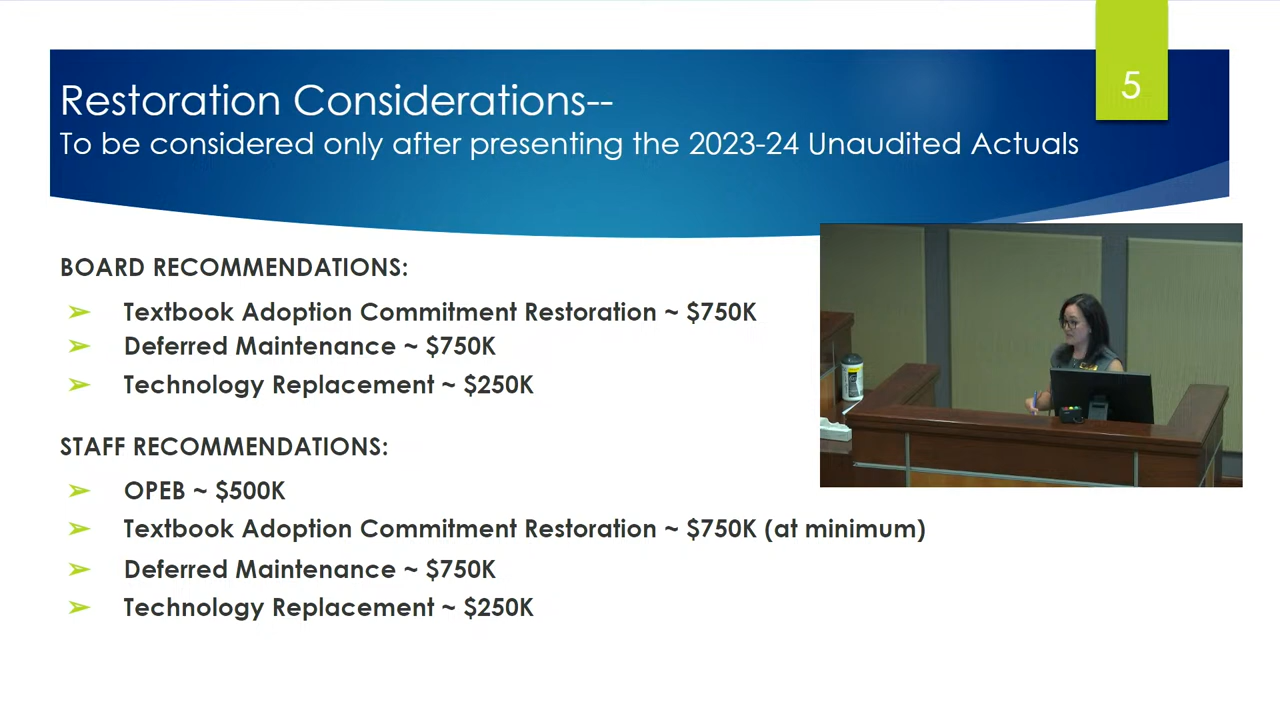 5
Restoration Considerations--
To be considered only after presenting the 2023-24 Unaudited Actuals
BOARD RECOMMENDATIONS:
➢ Textbook Adoption Commitment Restoration ~ $750K
➢ Deferred Maintenance ~ $750K
➢ Technology Replacement ~ $250K
STAFF RECOMMENDATIONS:
➢ OPEB ~ $500K
➢ Textbook Adoption Commitment Restoration ~ $750K (at minimum)
➢ Deferred Maintenance ~ $750K
➢ Technology Replacement ~ $250K